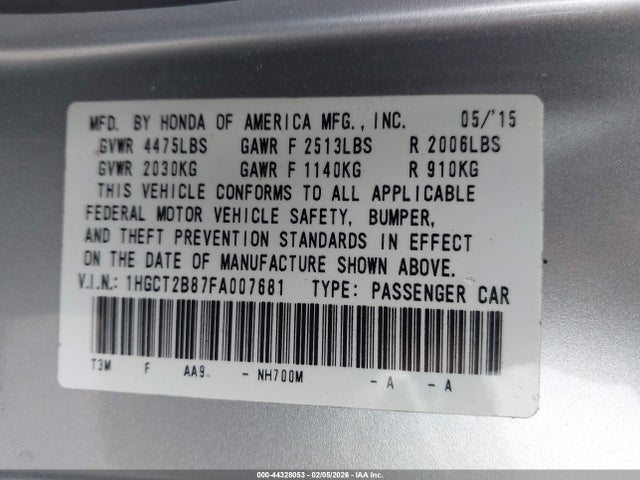 MFD. BY HONDA OF AMERICA MFG., INC. 05/'15
GVWR 4475LBS GAWR F 2513LBS R 2006LBS
GVWR 2030KG GAWR F 1140KG R 910KG
THIS VEHICLE CONFORMS TO ALL APPLICABLE
FEDERAL MOTOR VEHICLE SAFETY, BUMPER,
AND THEFT PREVENTION STANDARDS IN EFFECT
ON THE DATE OF MANUFACTURE SHOWN ABOVE.
V.I.N.: 1HGCT2B87FA007681 TYPE: PASSENGER CAR
T3M F AA9. - NH700M - A - A
000-44328053 - 02/05/2026 - IAA Inc.